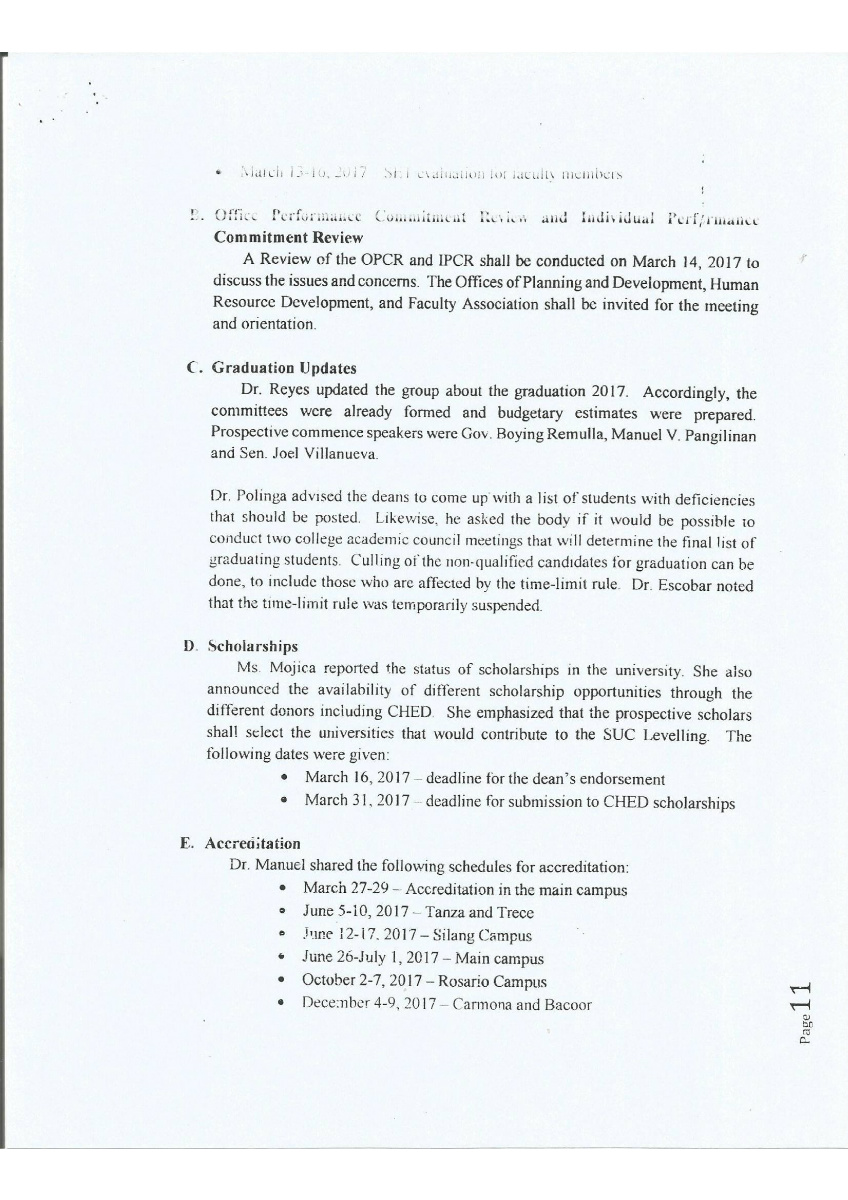 • March 13-16, 2017 SET evaluation for faculty members
B. Office Performance Commitment Review and Individual Performance
Commitment Review
A Review of the OPCR and IPCR shall be conducted on March 14, 2017 to
discuss the issues and concerns. The Offices of Planning and Development, Human
Resource Development, and Faculty Association shall be invited for the meeting
and orientation.
C. Graduation Updates
Dr. Reyes updated the group about the graduation 2017. Accordingly, the
committees were already formed and budgetary estimates were prepared.
Prospective commence speakers were Gov. Boying Remulla, Manuel V. Pangilinan
and Sen. Joel Villanueva.
Dr. Polinga advised the deans to come up with a list of students with deficiencies
that should be posted. Likewise, he asked the body if it would be possible to
conduct two college academic council meetings that will determine the final list of
graduating students. Culling of the non-qualified candidates for graduation can be
done, to include those who are affected by the time-limit rule. Dr. Escobar noted
that the time-limit rule was temporarily suspended.
D. Scholarships
Ms. Mojica reported the status of scholarships in the university. She also
announced the availability of different scholarship opportunities through the
different donors including CHED. She emphasized that the prospective scholars
shall select the universities that would contribute to the SUC Levelling. The
following dates were given:
• March 16, 2017 – deadline for the dean's endorsement
• March 31, 2017 – deadline for submission to CHED scholarships
E. Accreditation
Dr. Manuel shared the following schedules for accreditation:
• March 27-29 – Accreditation in the main campus
• June 5-10, 2017 – Tanza and Trece
• June 12-17, 2017 – Silang Campus
• June 26-July 1, 2017 – Main campus
• October 2-7, 2017 – Rosario Campus
• December 4-9, 2017 – Carmona and Bacoor
Page 11